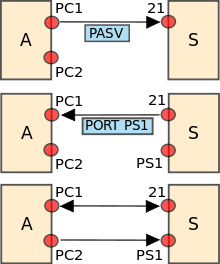 PC1 21
A PASV S
PC2
PC1 21
A PORT PS1 S
PC2 PS1
PC1 21
A S
PC2 PS1